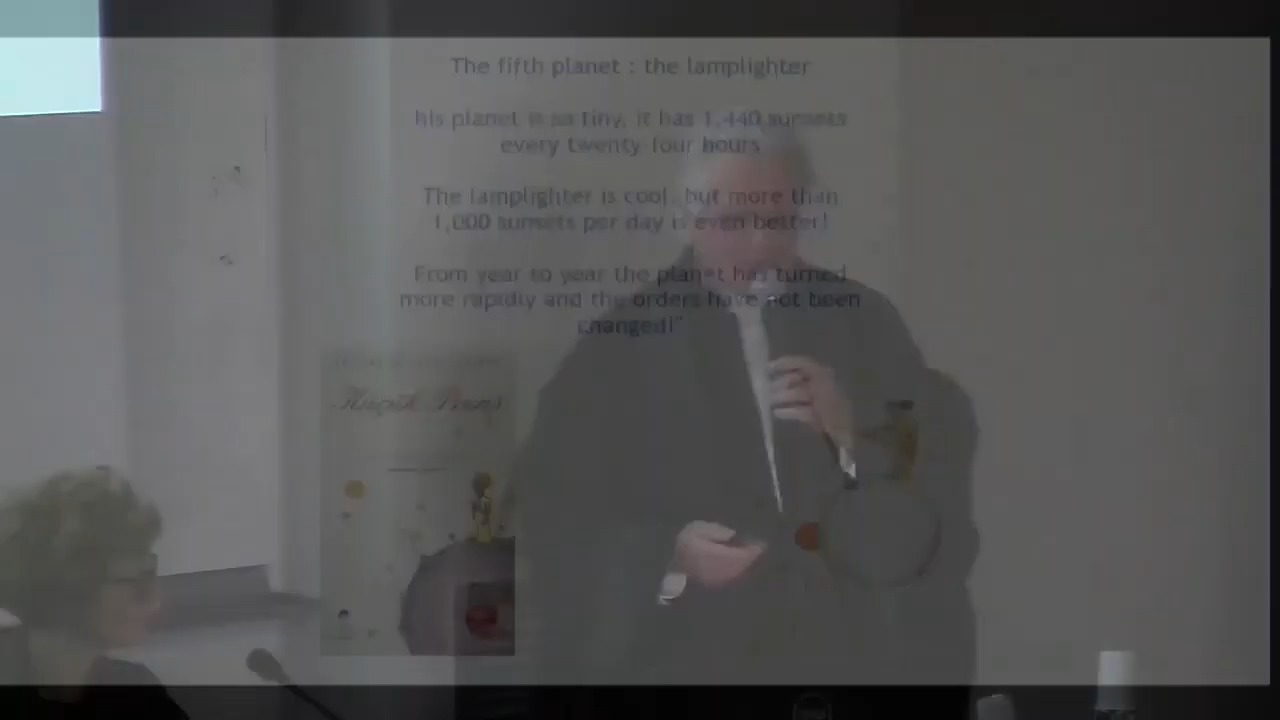 The fifth planet : the lamplighter
his planet is so tiny, it has 1,440 sunsets
every twenty-four hours
The lamplighter is cool, but more than
1,000 sunsets per day is even better!
From year to year the planet has turned
more rapidly and the orders have not been
changed!"